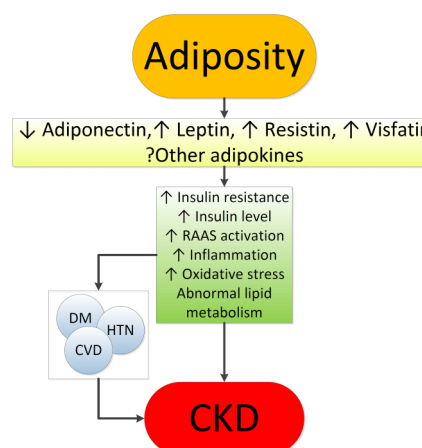 Adiposity
↓ Adiponectin,↑ Leptin, ↑ Resistin, ↑ Visfatin
?Other adipokines
↑ Insulin resistance
↑ Insulin level
↑ RAAS activation
↑ Inflammation
↑ Oxidative stress
Abnormal lipid
metabolism
DM
HTN
CVD
CKD